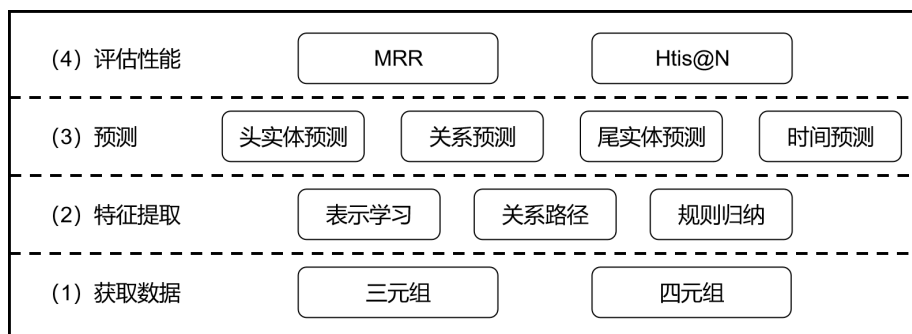 (4) 评估性能 MRR Htis@N
(3) 预测 头实体预测 关系预测 尾实体预测 时间预测
(2) 特征提取 表示学习 关系路径 规则归纳
(1) 获取数据 三元组 四元组